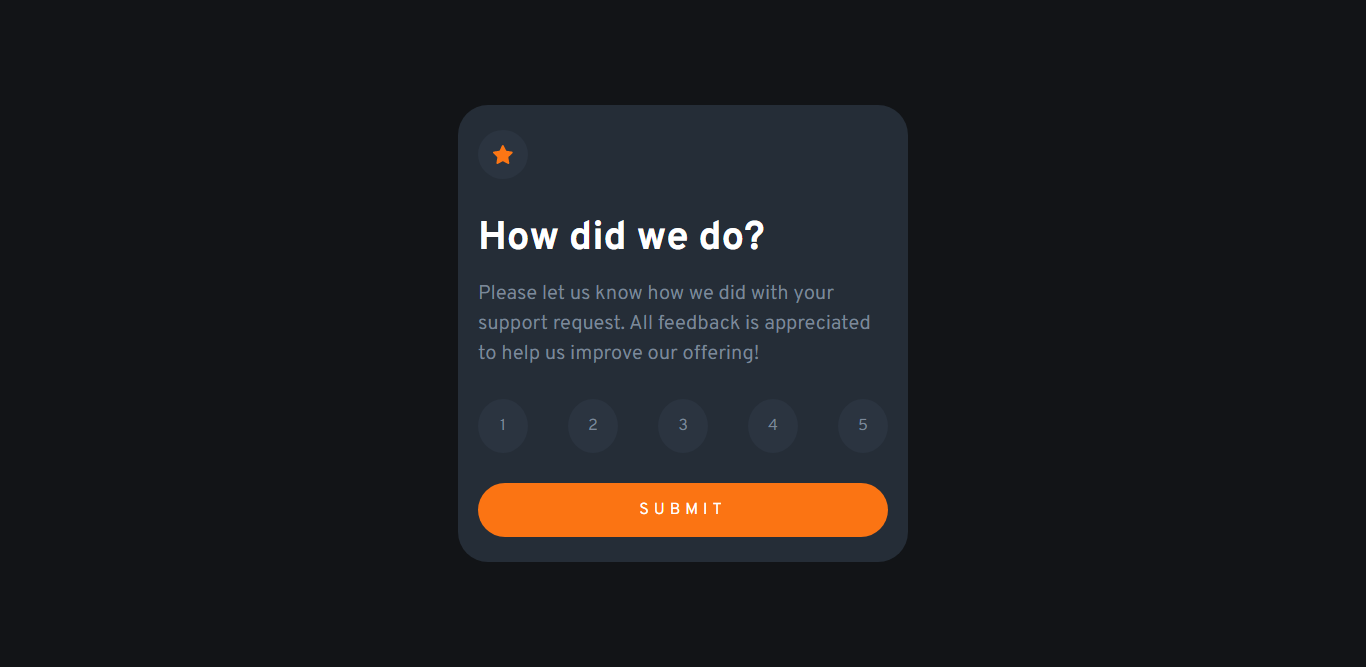 How did we do?
Please let us know how we did with your
support request. All feedback is appreciated
to help us improve our offering!
1 2 3 4 5
SUBMIT